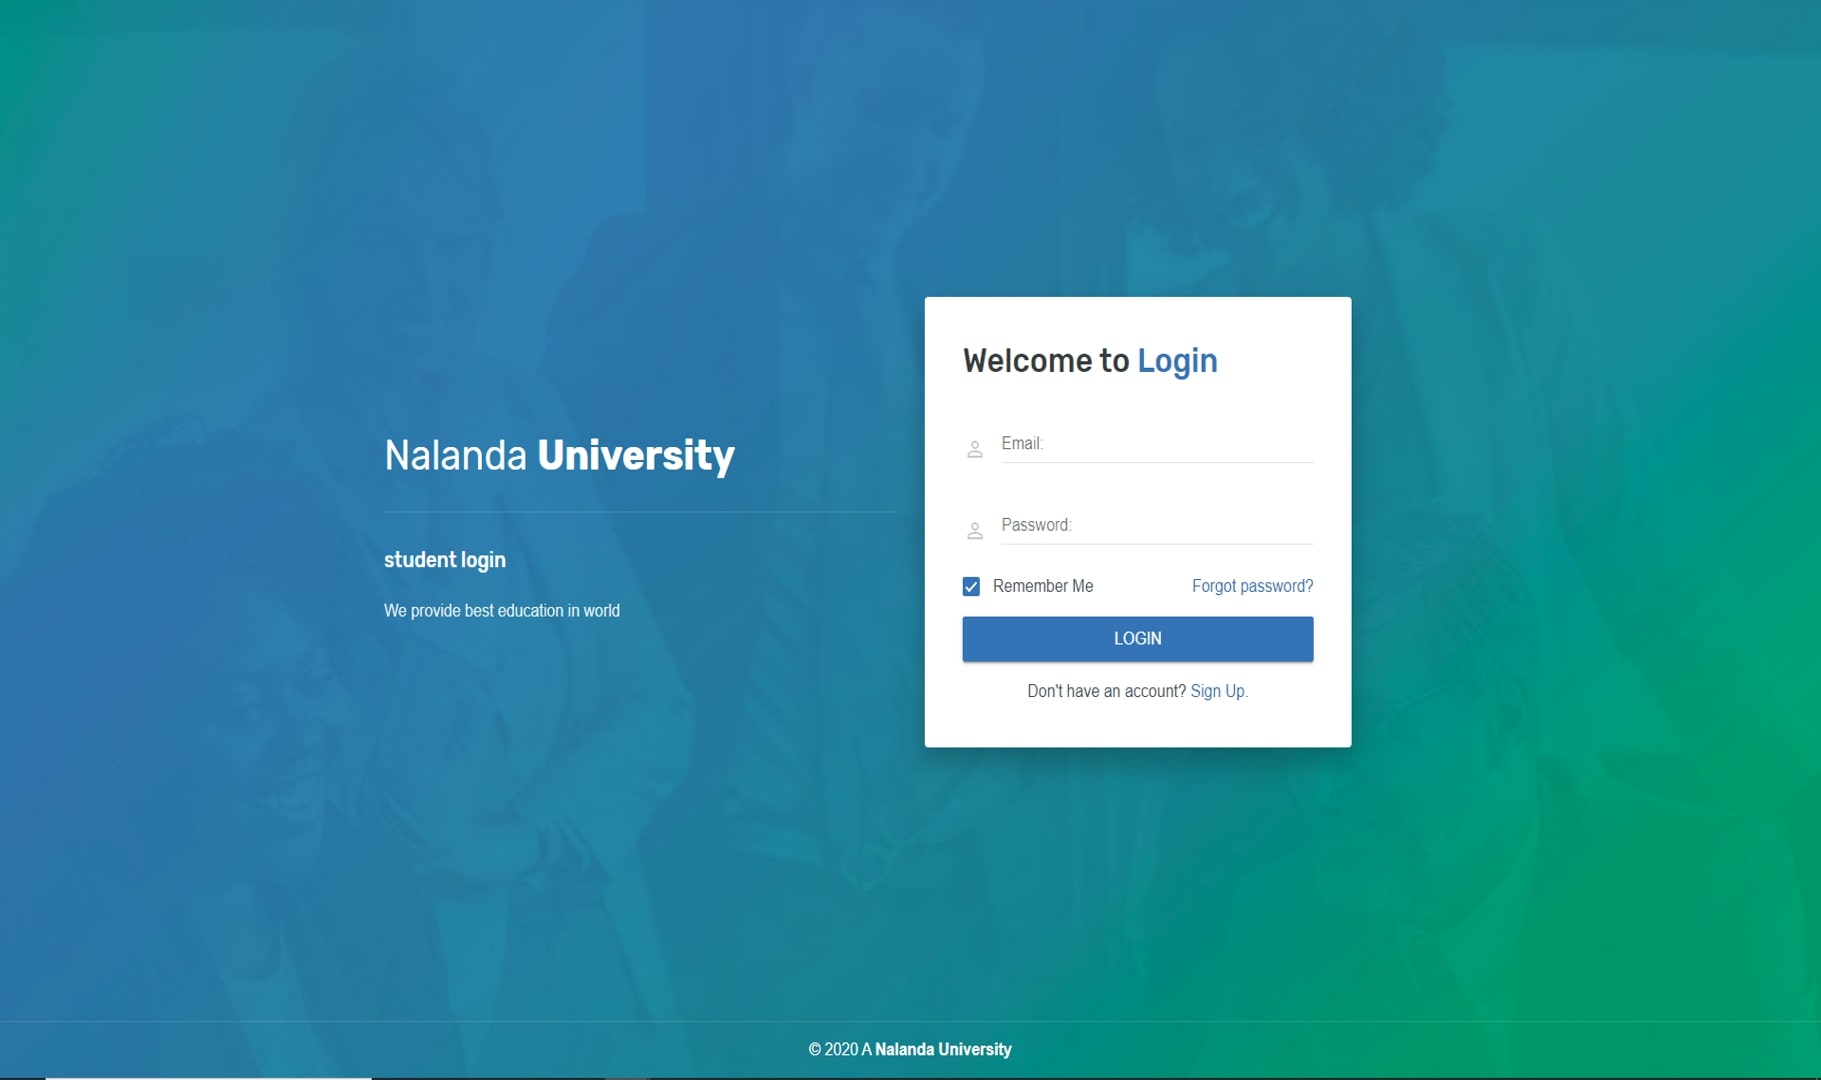 Nalanda University
student login
We provide best education in world
Welcome to Login
Email:
Password:
Remember Me
Forgot password?
LOGIN
Don't have an account? Sign Up.
© 2020 A Nalanda University